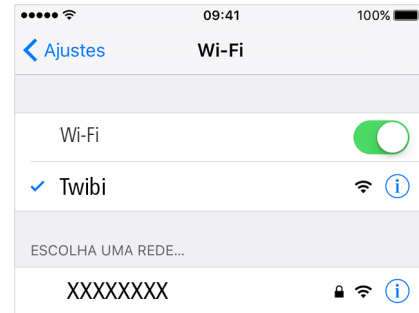 09:41 100%
Ajustes Wi-Fi
Wi-Fi
Twibi
ESCOLHA UMA REDE...
XXXXXXXX